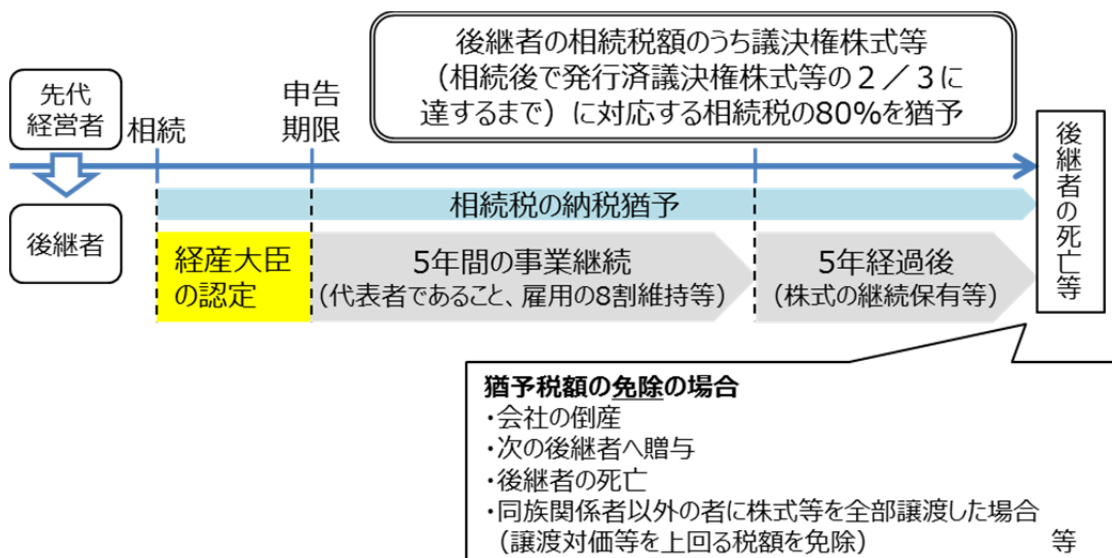 後継者の相続税額のうち議決権株式等
（相続後で発行済議決権株式等の２／３に
達するまで）に対応する相続税の80%を猶予
先代
経営者
相続
申告
期限
後継者
相続税の納税猶予
経産大臣
の認定
5年間の事業継続
（代表者であること、雇用の8割維持等）
5年経過後
（株式の継続保有等）
後継者の死亡等
猶予税額の免除の場合
・会社の倒産
・次の後継者へ贈与
・後継者の死亡
・同族関係者以外の者に株式等を全部譲渡した場合
（譲渡対価等を上回る税額を免除） 等